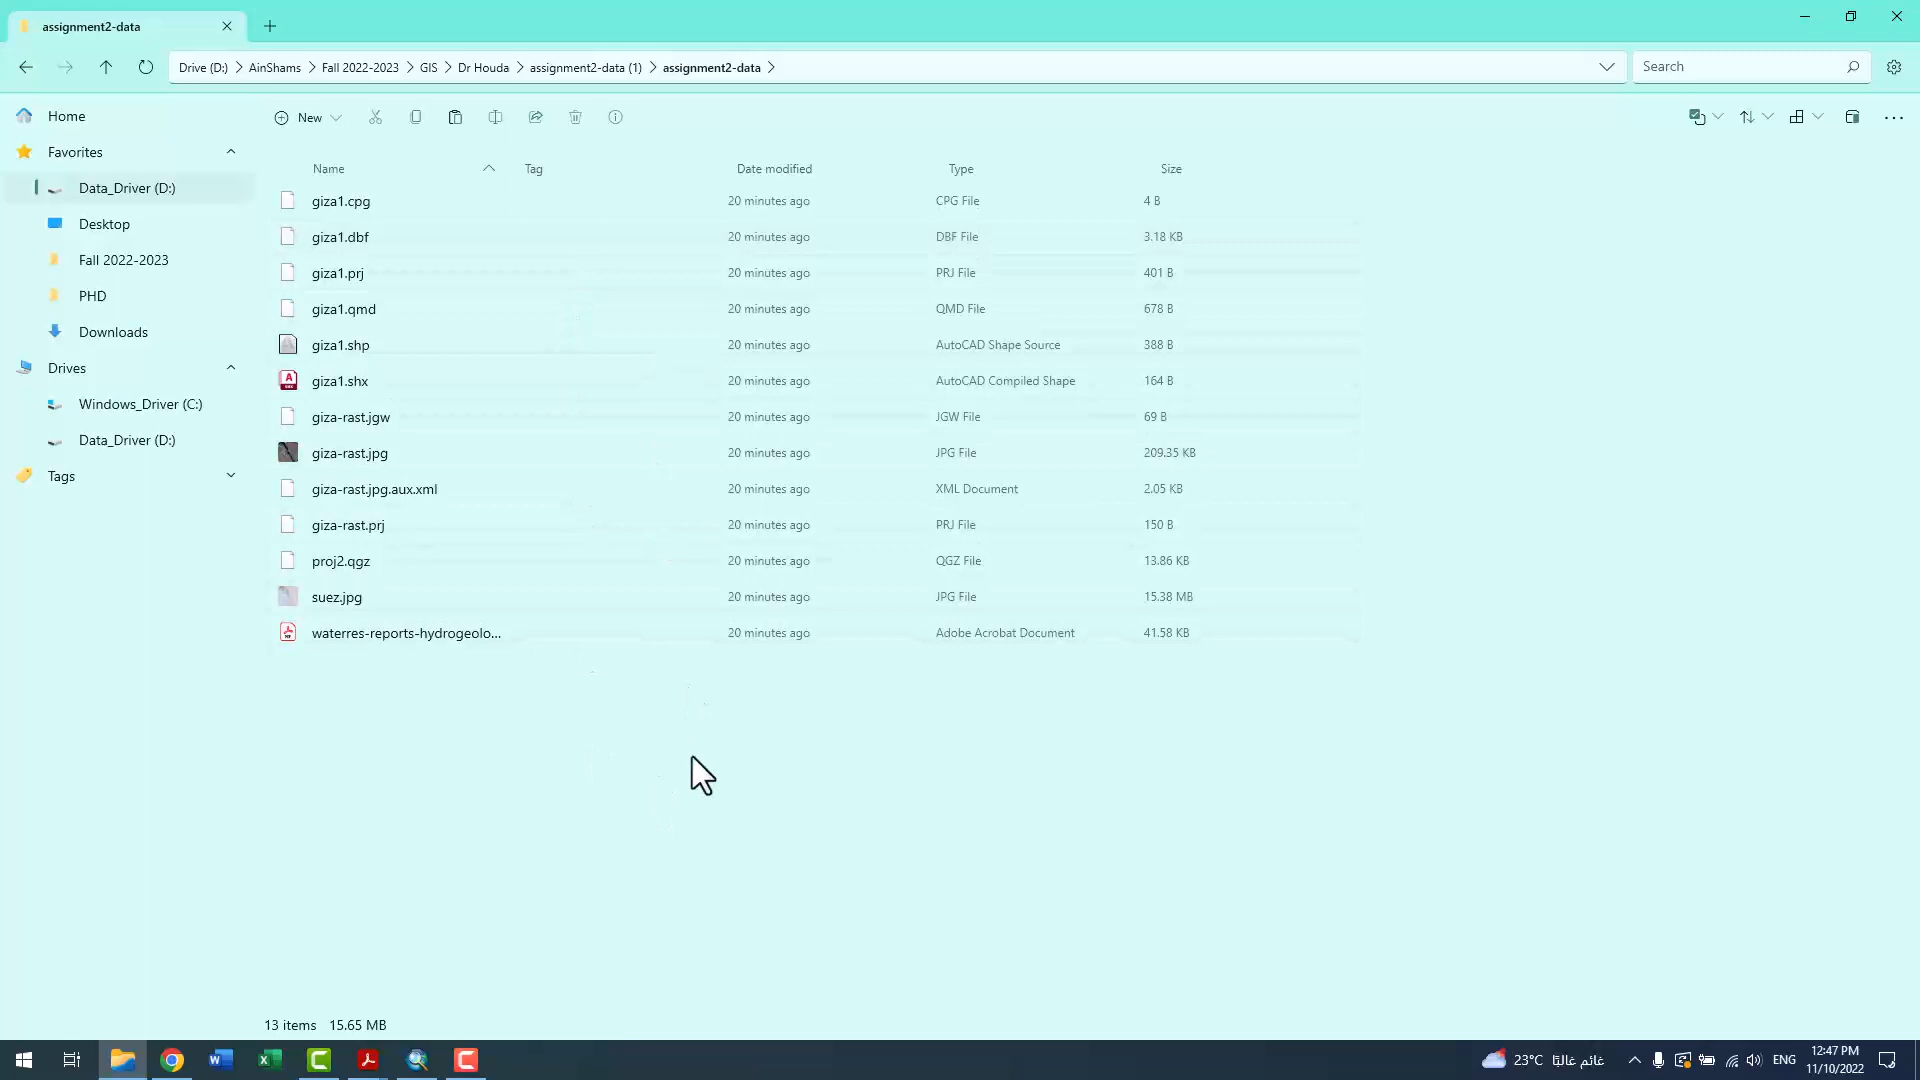 assignment2-data
Drive (D:) > AinShams > Fall 2022-2023 > GIS > Dr Houda > assignment2-data (1) > assignment2-data >
Search
New
Home
Favorites
Data_Driver (D:)
Desktop
Fall 2022-2023
PHD
Downloads
Drives
Windows_Driver (C:)
Data_Driver (D:)
Tags
Name Tag Date modified Type Size
giza1.cpg 20 minutes ago CPG File 4 B
giza1.dbf 20 minutes ago DBF File 3.18 KB
giza1.prj 20 minutes ago PRJ File 401 B
giza1.qmd 20 minutes ago QMD File 678 B
giza1.shp 20 minutes ago AutoCAD Shape Source 388 B
giza1.shx 20 minutes ago AutoCAD Compiled Shape 164 B
giza-rast.jgw 20 minutes ago JGW File 69 B
giza-rast.jpg 20 minutes ago JPG File 209.35 KB
giza-rast.jpg.aux.xml 20 minutes ago XML Document 2.05 KB
giza-rast.prj 20 minutes ago PRJ File 150 B
proj2.qgz 20 minutes ago QGZ File 13.86 KB
suez.jpg 20 minutes ago JPG File 15.38 MB
waterres-reports-hydrogeolo... 20 minutes ago Adobe Acrobat Document 41.58 KB
13 items 15.65 MB
23°C غائم غالبًا
ENG
12:47 PM
11/10/2022